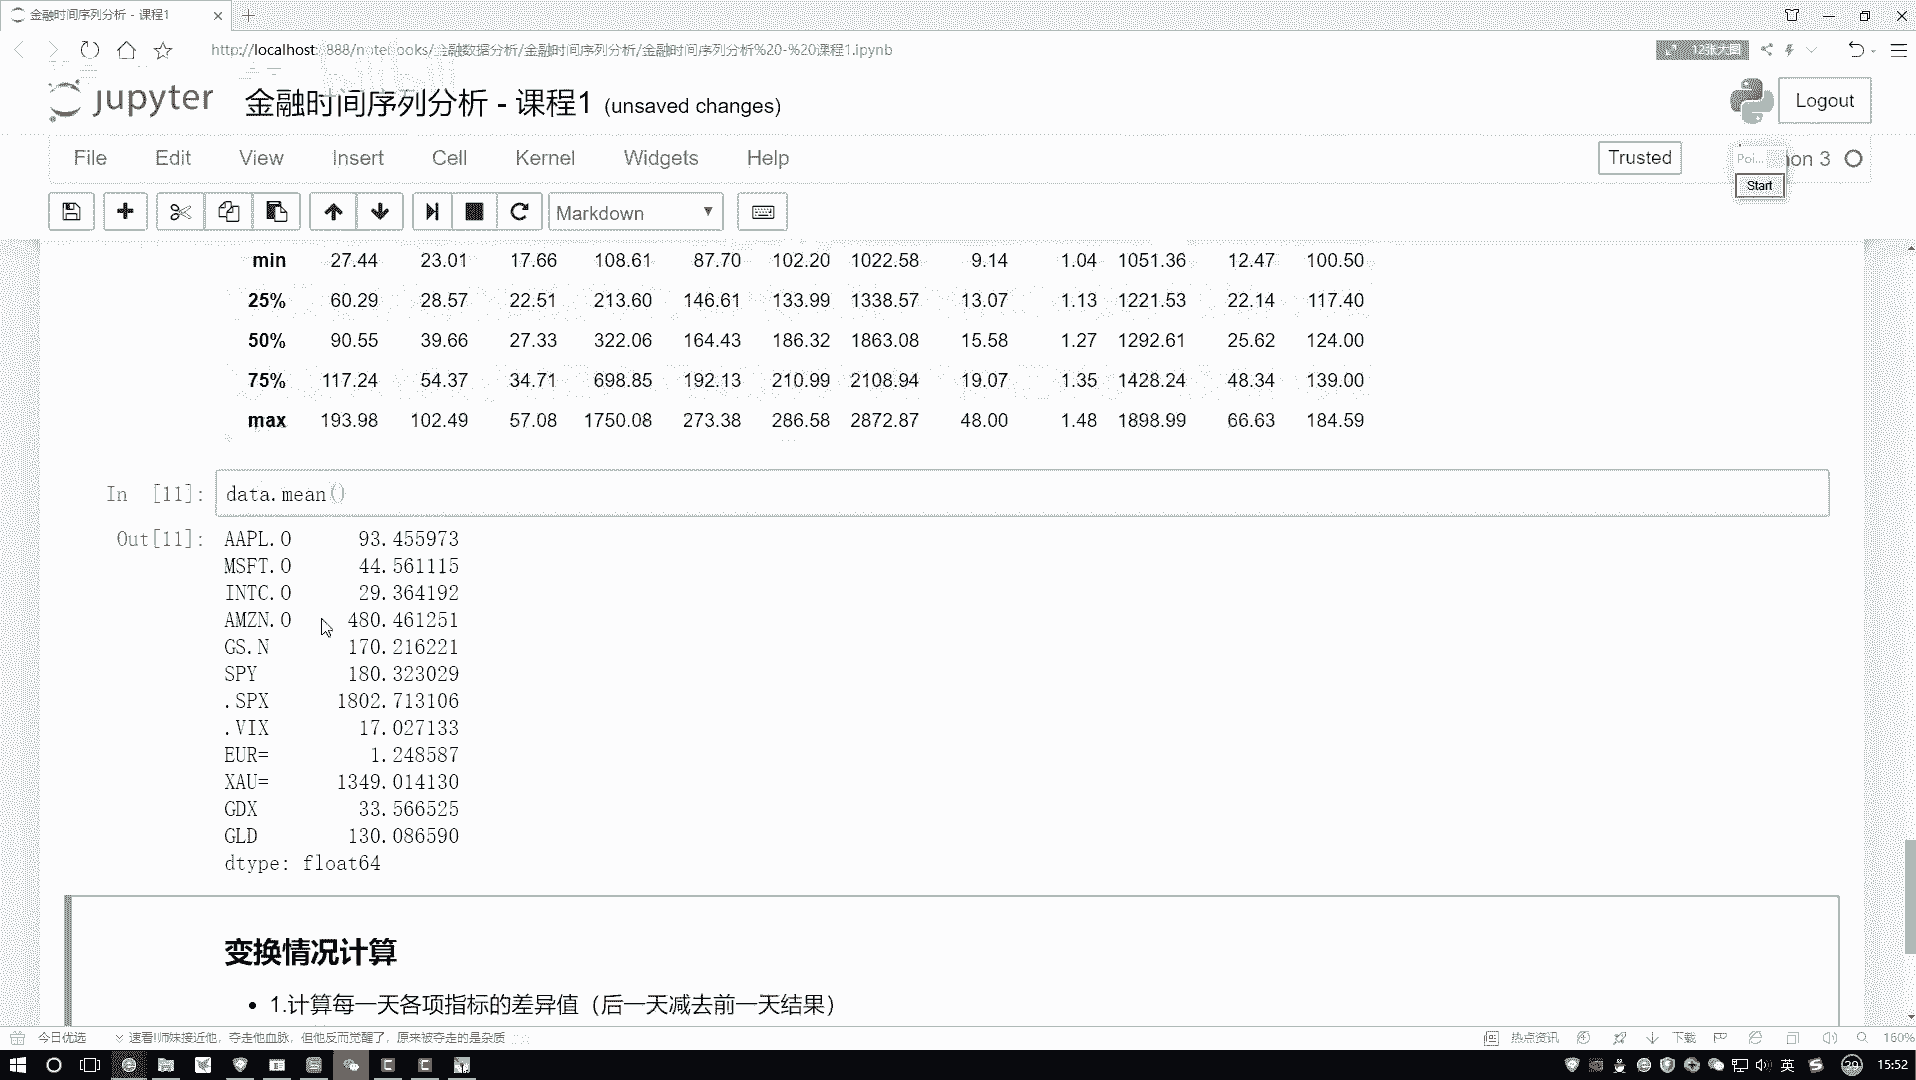 金融时间序列分析 - 课程1
http://localhost:8888/notebooks/金融数据分析/金融时间序列分析/金融时间序列分析%20-%20课程1.ipynb
12张大图
jupyter 金融时间序列分析 - 课程1 (unsaved changes)
Logout
File Edit View Insert Cell Kernel Widgets Help
Trusted
Poi...
on 3
Start
Markdown
min 27.44 23.01 17.66 108.61 87.70 102.20 1022.58 9.14 1.04 1051.36 12.47 100.50
25% 60.29 28.57 22.51 213.60 146.61 133.99 1338.57 13.07 1.13 1221.53 22.14 117.40
50% 90.55 39.66 27.33 322.06 164.43 186.32 1863.08 15.58 1.27 1292.61 25.62 124.00
75% 117.24 54.37 34.71 698.85 192.13 210.99 2108.94 19.07 1.35 1428.24 48.34 139.00
max 193.98 102.49 57.08 1750.08 273.38 286.58 2872.87 48.00 1.48 1898.99 66.63 184.59
In [11]: data.mean()
Out[11]: AAPL.O 93.455973
MSFT.O 44.561115
INTC.O 29.364192
AMZN.O 480.461251
GS.N 170.216221
SPY 180.323029
.SPX 1802.713106
.VIX 17.027133
EUR= 1.248587
XAU= 1349.014130
GDX 33.566525
GLD 130.086590
dtype: float64
变换情况计算
1.计算每一天各项指标的差异值（后一天减去前一天结果）
今日优选 速看!师妹接近他，夺走他血脉，但他反而觉醒了，原来被夺走的是杂质
热点资讯 下载 160%
英 29 15:52